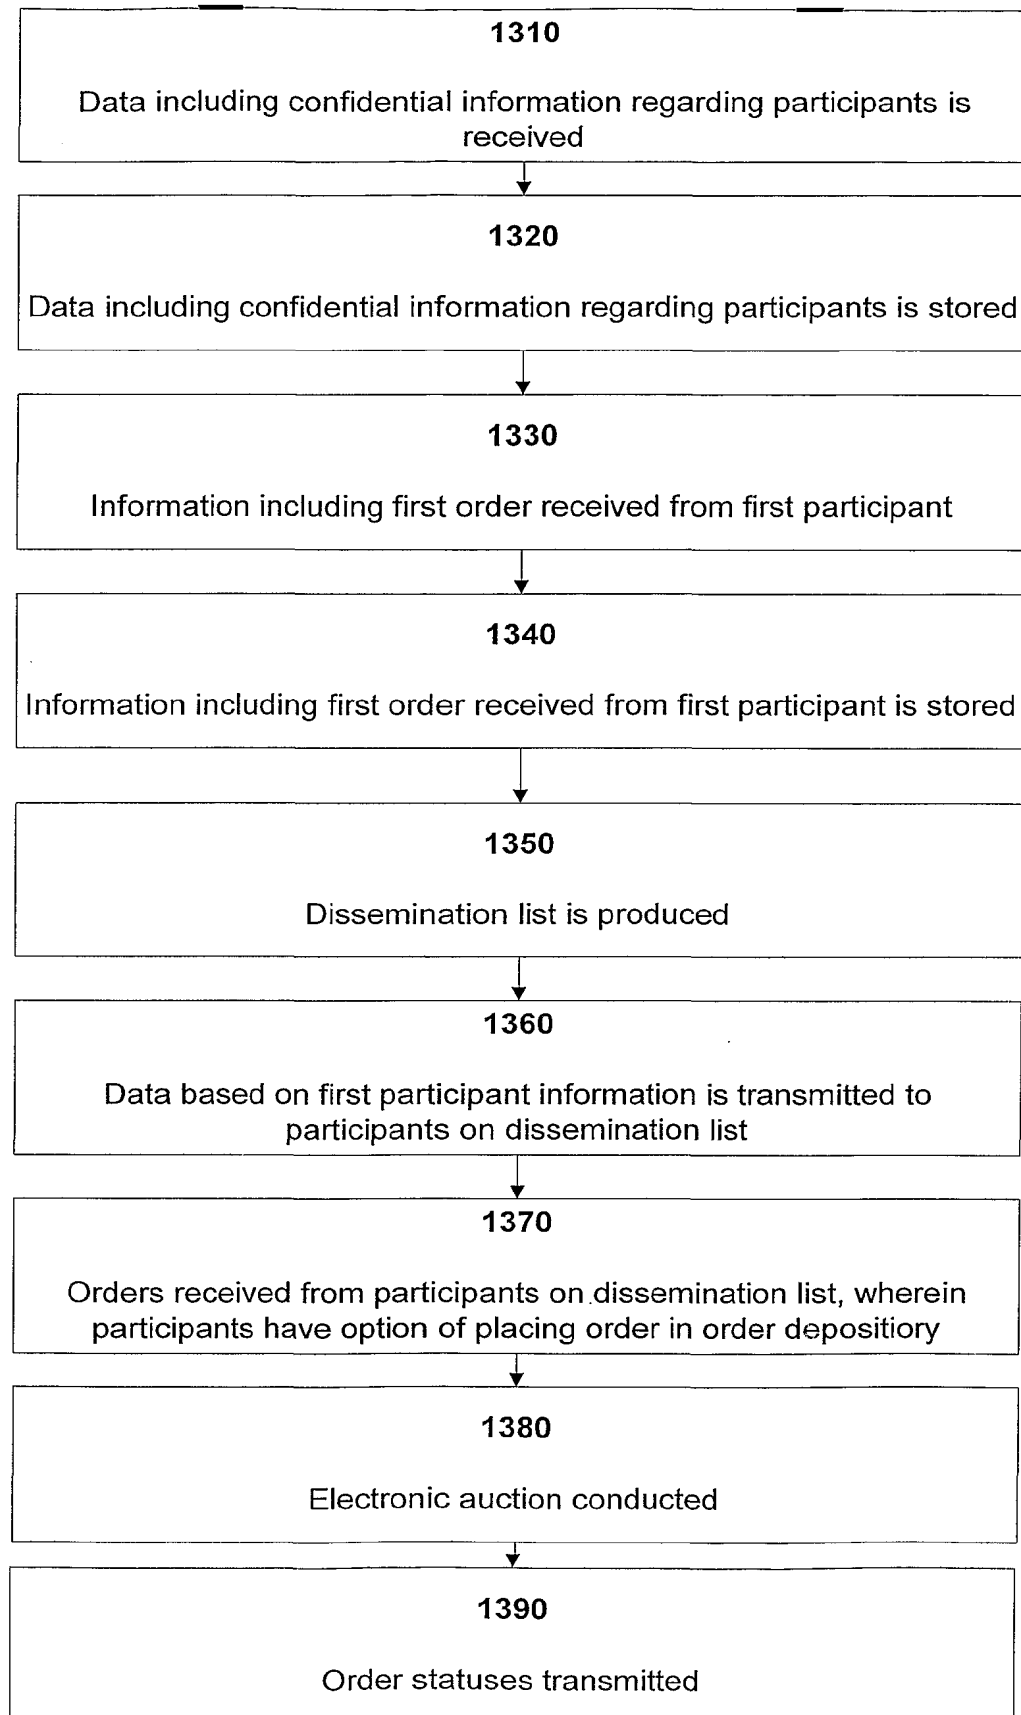 1310
Data including confidential information regarding participants is
received
1320
Data including confidential information regarding participants is stored
1330
Information including first order received from first participant
1340
Information including first order received from first participant is stored
1350
Dissemination list is produced
1360
Data based on first participant information is transmitted to
participants on dissemination list
1370
Orders received from participants on dissemination list, wherein
participants have option of placing order in order depositiory
1380
Electronic auction conducted
1390
Order statuses transmitted